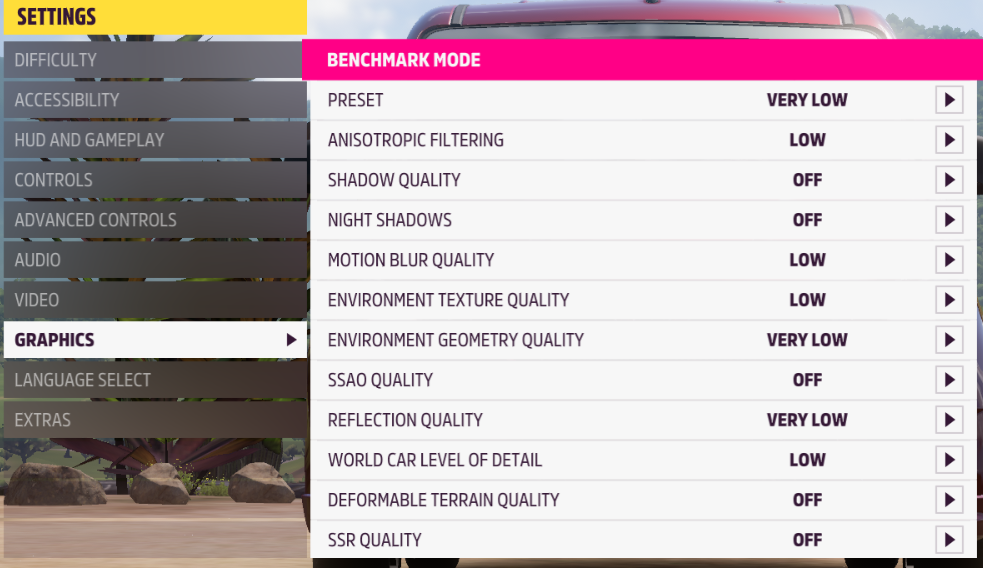 SETTINGS
DIFFICULTY
ACCESSIBILITY
HUD AND GAMEPLAY
CONTROLS
ADVANCED CONTROLS
AUDIO
VIDEO
GRAPHICS
LANGUAGE SELECT
EXTRAS
BENCHMARK MODE
PRESET VERY LOW
ANISOTROPIC FILTERING LOW
SHADOW QUALITY OFF
NIGHT SHADOWS OFF
MOTION BLUR QUALITY LOW
ENVIRONMENT TEXTURE QUALITY LOW
ENVIRONMENT GEOMETRY QUALITY VERY LOW
SSAO QUALITY OFF
REFLECTION QUALITY VERY LOW
WORLD CAR LEVEL OF DETAIL LOW
DEFORMABLE TERRAIN QUALITY OFF
SSR QUALITY OFF